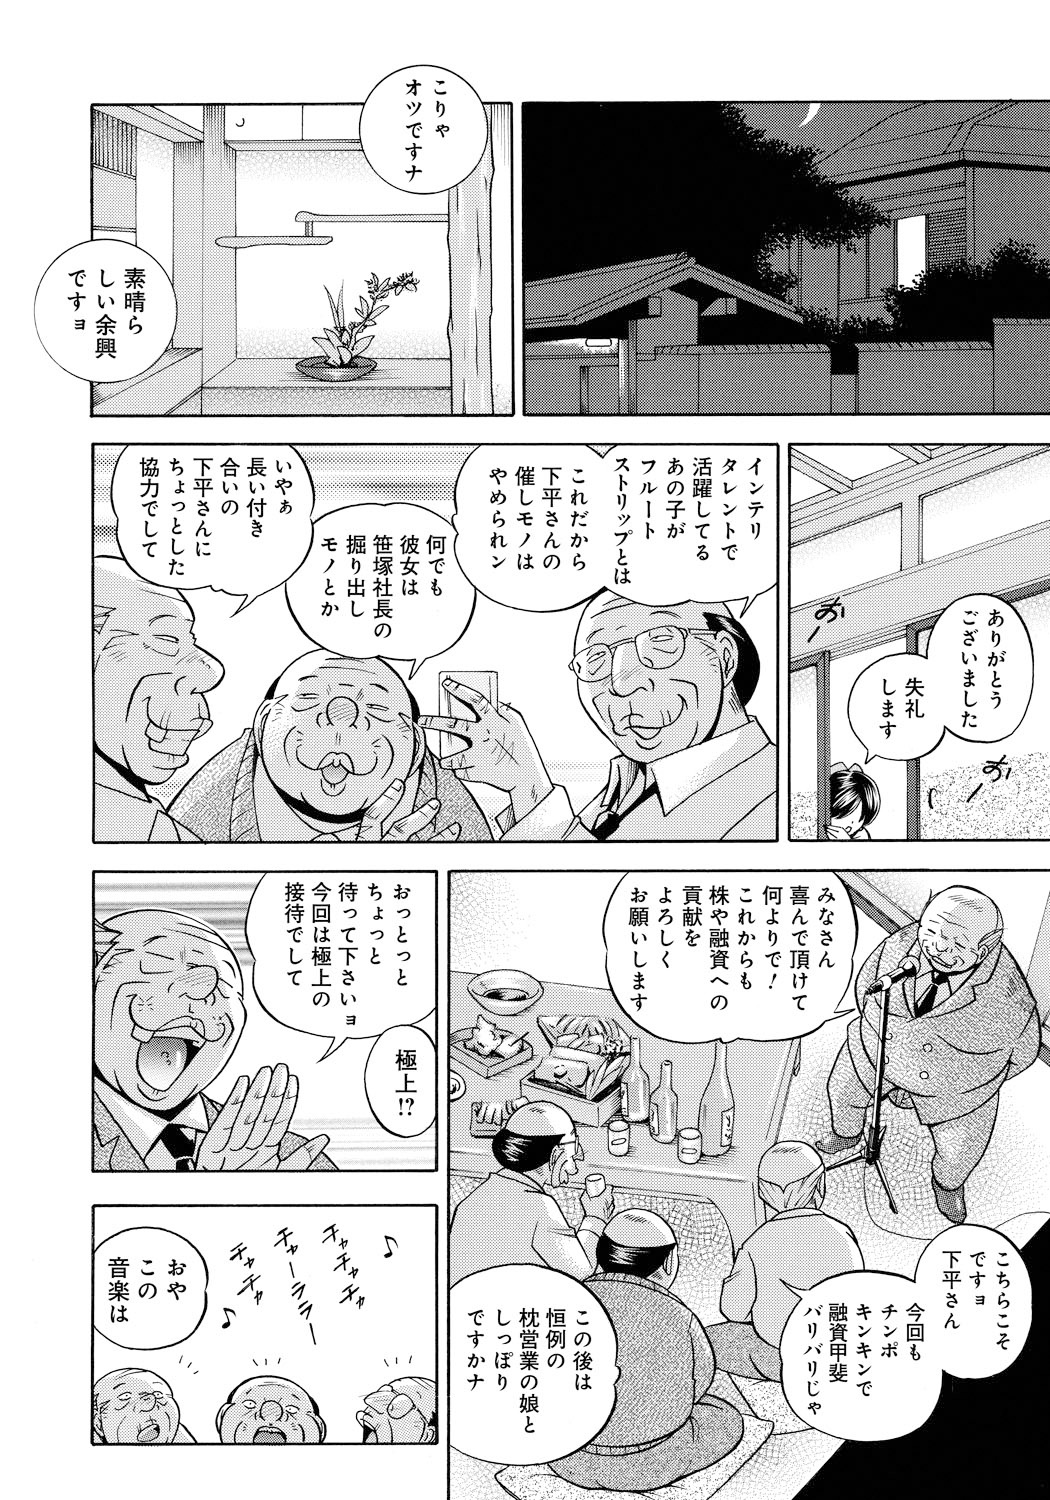 こりゃ
オツですナ
素晴ら
しい余興
ですョ
ありがとう
ございました
失礼
します
お
お
インテリ
タレントで
活躍してる
あの子が
フルート
ストリップとは
これだから
下平さんの
催しモノは
やめられン
何でも
彼女は
笹塚社長の
掘り出し
モノとか
いやぁ
長い付き
合いの
下平さんに
ちょっとした
協力でして
みなさん
喜んで頂けて
何よりで！
これからも
株や融資への
貢献を
よろしく
お願いします
こちらこそ
ですョ
下平さん
今回も
チンポ
キンキンで
融資甲斐
バリバリじゃ
この後は
恒例の
枕営業の娘と
しっぽり
ですかナ
おっとっと
ちょっと
待って下さいョ
今回は極上の
接待でして
極上!?
♪
チャチャチャ
チャーラララー
チャチャチャ
♪
おや
この
音楽は